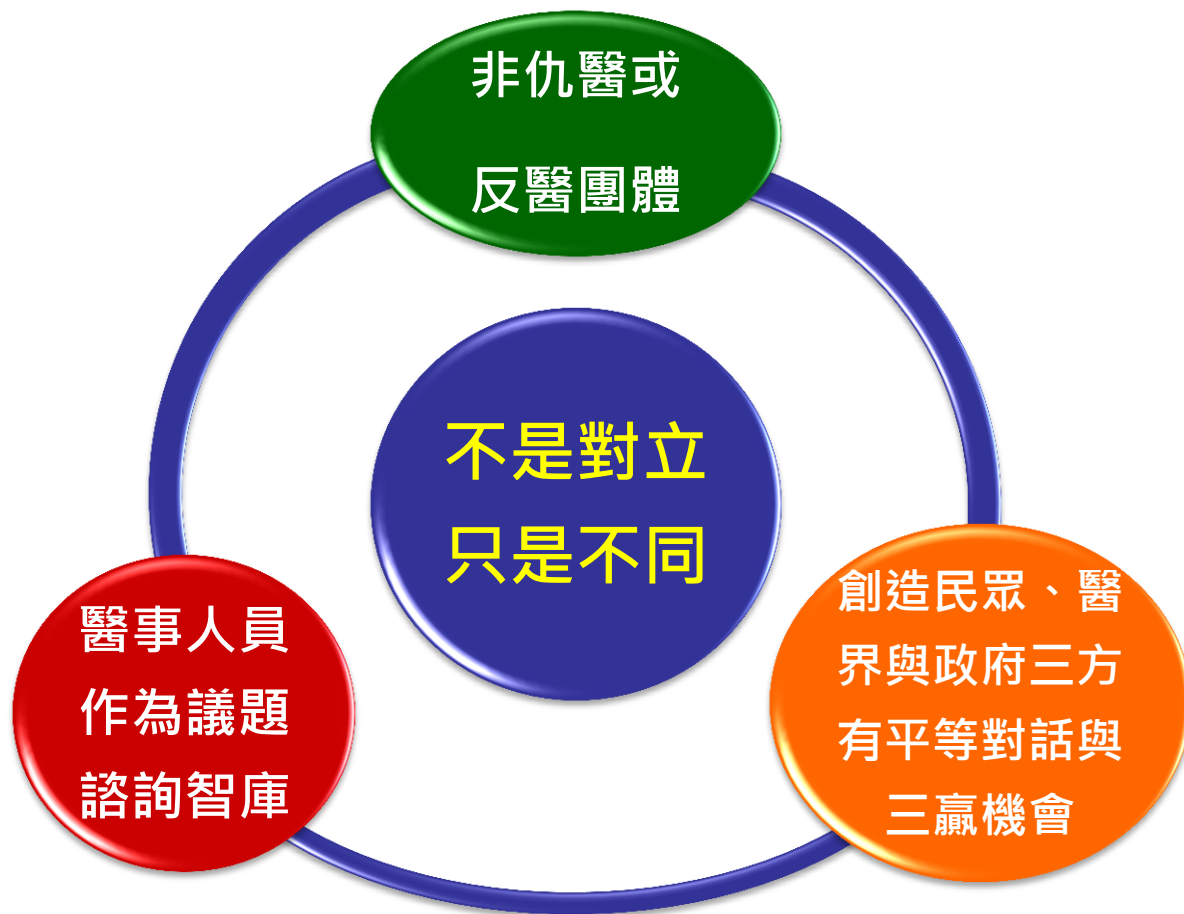 非仇醫或
反醫團體
不是對立
只是不同
醫事人員
作為議題
諮詢智庫
創造民眾、醫
界與政府三方
有平等對話與
三贏機會